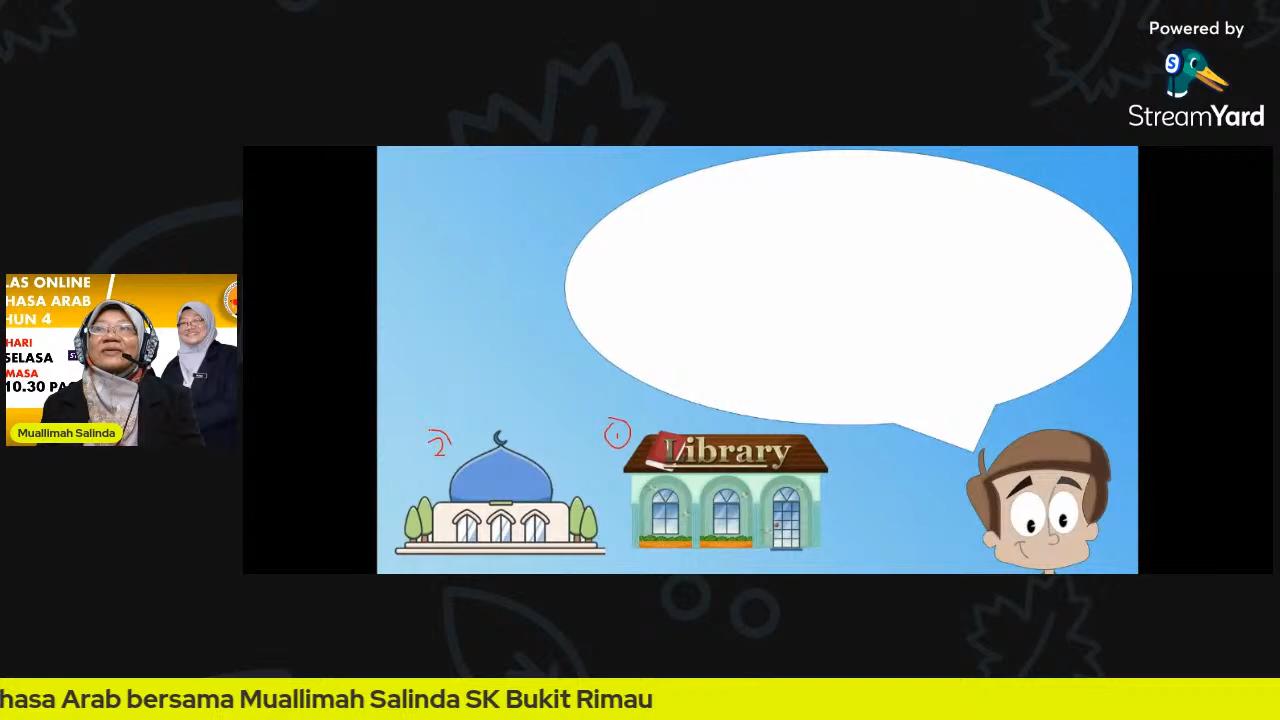 Powered by
S
StreamYard
LAS ONLINE
HASA ARAB
HUN 4
HARI
SELASA
MASA
10.30 PA
Muallimah Salinda
2
1
Library
hasa Arab bersama Muallimah Salinda SK Bukit Rimau